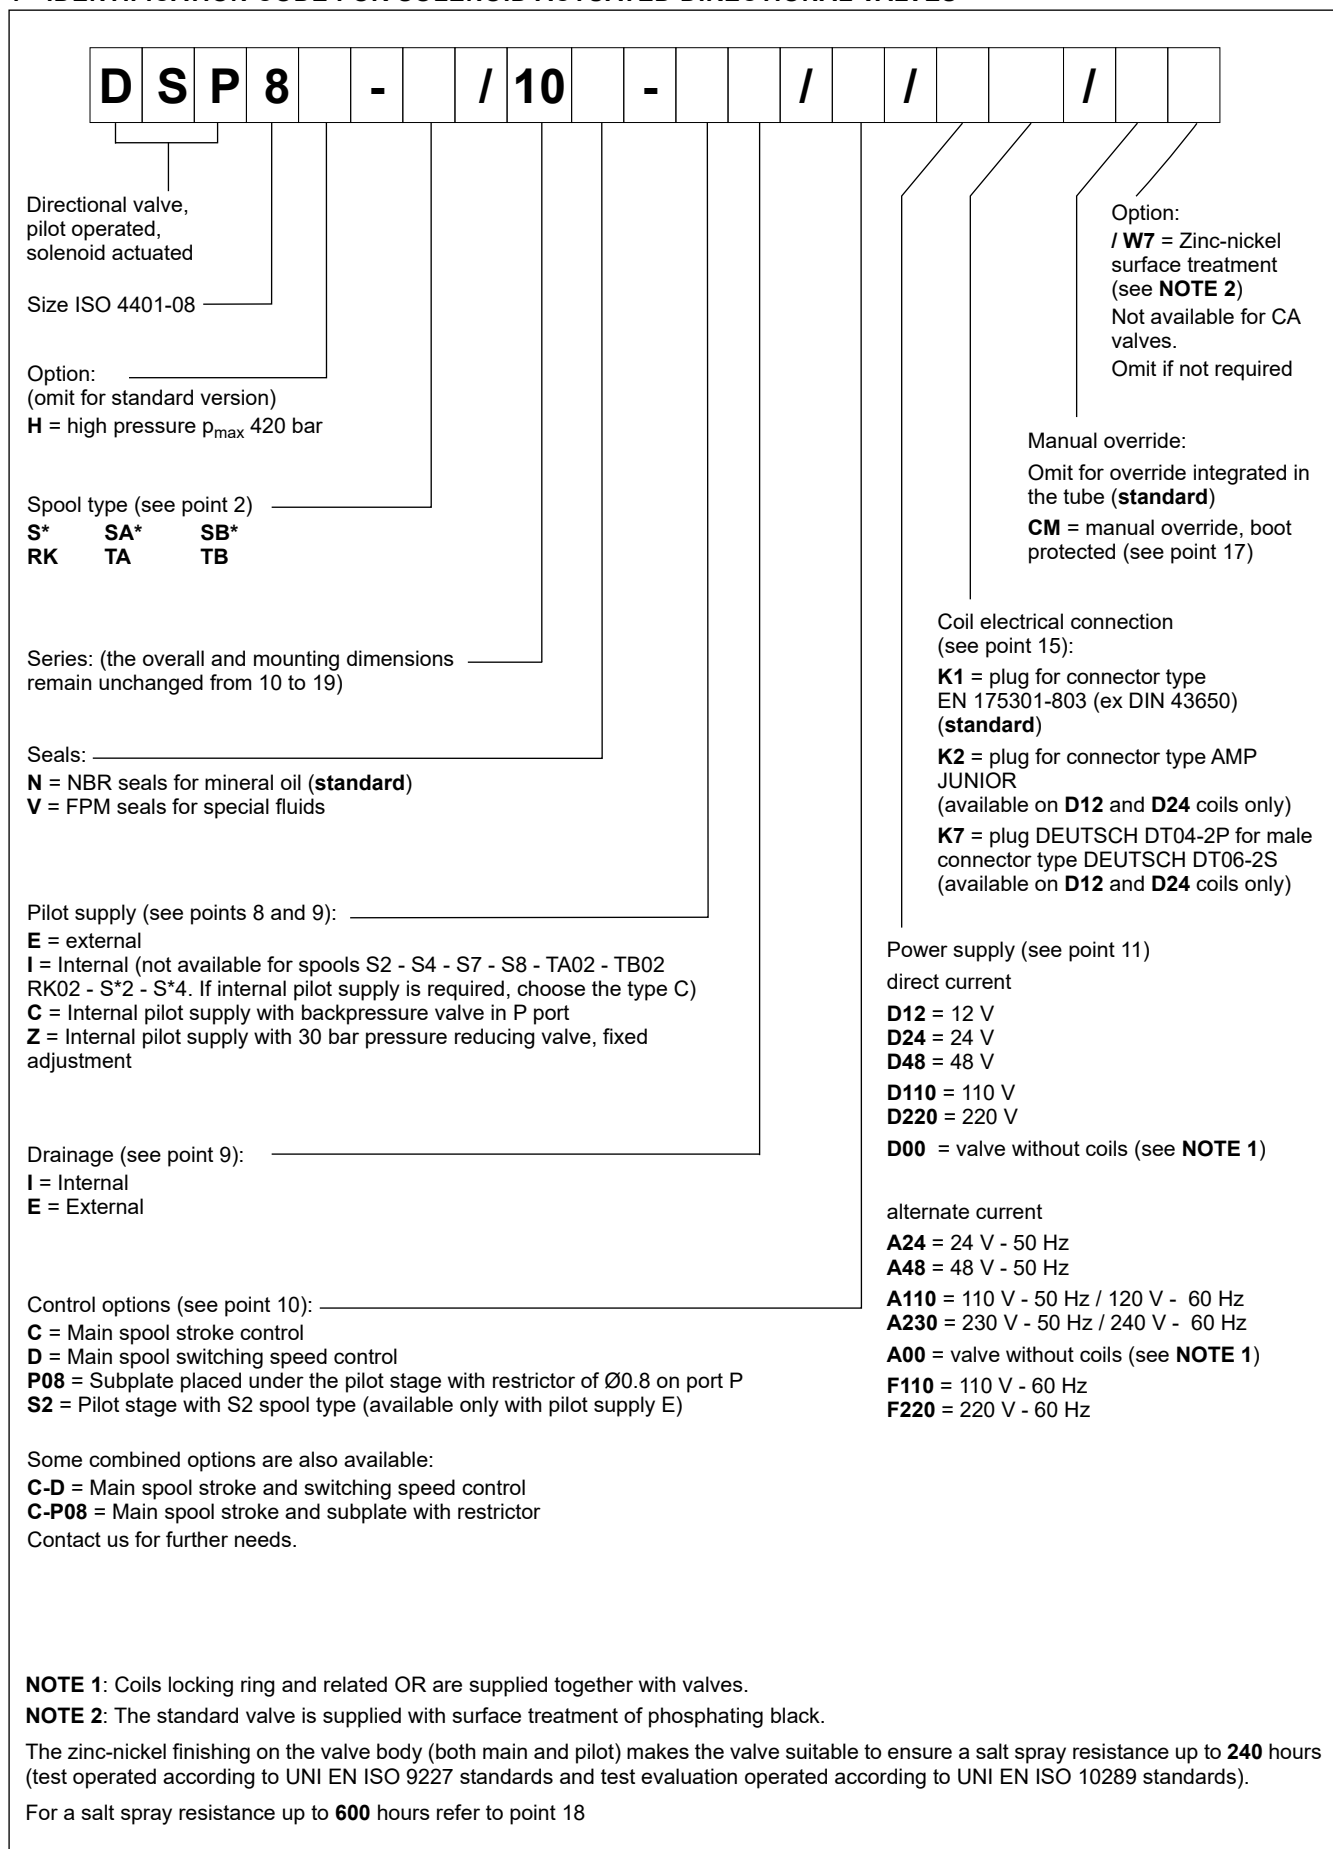 D S P 8 - / 10 - / / /
Directional valve,
pilot operated,
solenoid actuated
Size ISO 4401-08
Option:
(omit for standard version)
H = high pressure pmax 420 bar
Spool type (see point 2)
S* SA* SB*
RK TA TB
Series: (the overall and mounting dimensions
remain unchanged from 10 to 19)
Seals:
N = NBR seals for mineral oil (standard)
V = FPM seals for special fluids
Pilot supply (see points 8 and 9):
E = external
I = Internal (not available for spools S2 - S4 - S7 - S8 - TA02 - TB02
RK02 - S*2 - S*4. If internal pilot supply is required, choose the type C)
C = Internal pilot supply with backpressure valve in P port
Z = Internal pilot supply with 30 bar pressure reducing valve, fixed
adjustment
Drainage (see point 9):
I = Internal
E = External
Control options (see point 10):
C = Main spool stroke control
D = Main spool switching speed control
P08 = Subplate placed under the pilot stage with restrictor of Ø0.8 on port P
S2 = Pilot stage with S2 spool type (available only with pilot supply E)
Some combined options are also available:
C-D = Main spool stroke and switching speed control
C-P08 = Main spool stroke and subplate with restrictor
Contact us for further needs.
Option:
/ W7 = Zinc-nickel
surface treatment
(see NOTE 2)
Not available for CA
valves.
Omit if not required
Manual override:
Omit for override integrated in
the tube (standard)
CM = manual override, boot
protected (see point 17)
Coil electrical connection
(see point 15):
K1 = plug for connector type
EN 175301-803 (ex DIN 43650)
(standard)
K2 = plug for connector type AMP
JUNIOR
(available on D12 and D24 coils only)
K7 = plug DEUTSCH DT04-2P for male
connector type DEUTSCH DT06-2S
(available on D12 and D24 coils only)
Power supply (see point 11)
direct current
D12 = 12 V
D24 = 24 V
D48 = 48 V
D110 = 110 V
D220 = 220 V
D00 = valve without coils (see NOTE 1)
alternate current
A24 = 24 V - 50 Hz
A48 = 48 V - 50 Hz
A110 = 110 V - 50 Hz / 120 V - 60 Hz
A230 = 230 V - 50 Hz / 240 V - 60 Hz
A00 = valve without coils (see NOTE 1)
F110 = 110 V - 60 Hz
F220 = 220 V - 60 Hz
NOTE 1: Coils locking ring and related OR are supplied together with valves.
NOTE 2: The standard valve is supplied with surface treatment of phosphating black.
The zinc-nickel finishing on the valve body (both main and pilot) makes the valve suitable to ensure a salt spray resistance up to 240 hours
(test operated according to UNI EN ISO 9227 standards and test evaluation operated according to UNI EN ISO 10289 standards).
For a salt spray resistance up to 600 hours refer to point 18